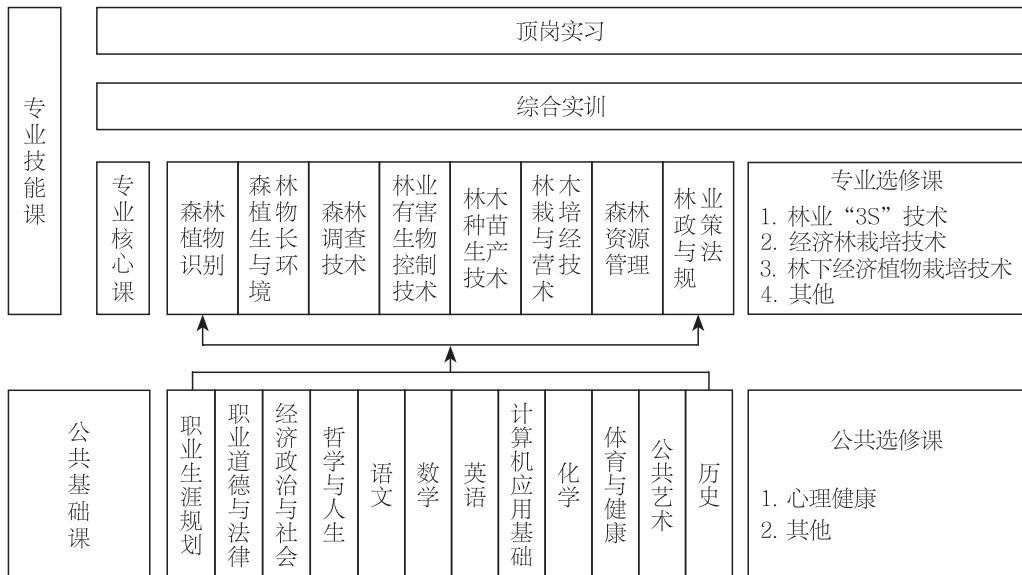 顶岗实习
综合实训
专业技能课
专业核心课
森林
植物
识别
森林
植物
生长
与环
境
森林
调查
技术
林业
有害
生物
控制
技术
林木
种苗
生产
技术
林木
栽培
与经
营技
术
森林
资源
管理
林业
政策
与法
规
专业选修课
1. 林业“3S”技术
2. 经济林栽培技术
3. 林下经济植物栽培技术
4. 其他
公共基础课
职业生涯规划
职业道德与法律
经济政治与社会
哲学与人生
语文
数学
英语
计算机应用基础
化学
体育与健康
公共艺术
历史
公共选修课
1. 心理健康
2. 其他